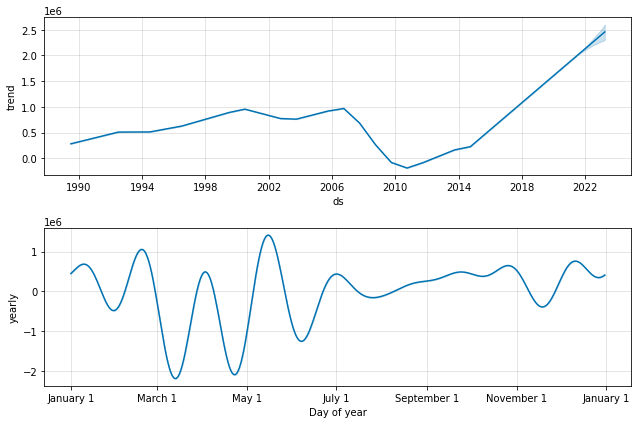 1e6
2.5
2.0
1.5
1.0
0.5
0.0
trend
1990 1994 1998 2002 2006 2010 2014 2018 2022
ds
1e6
1
0
−1
−2
yearly
January 1 March 1 May 1 July 1 September 1 November 1 January 1
Day of year